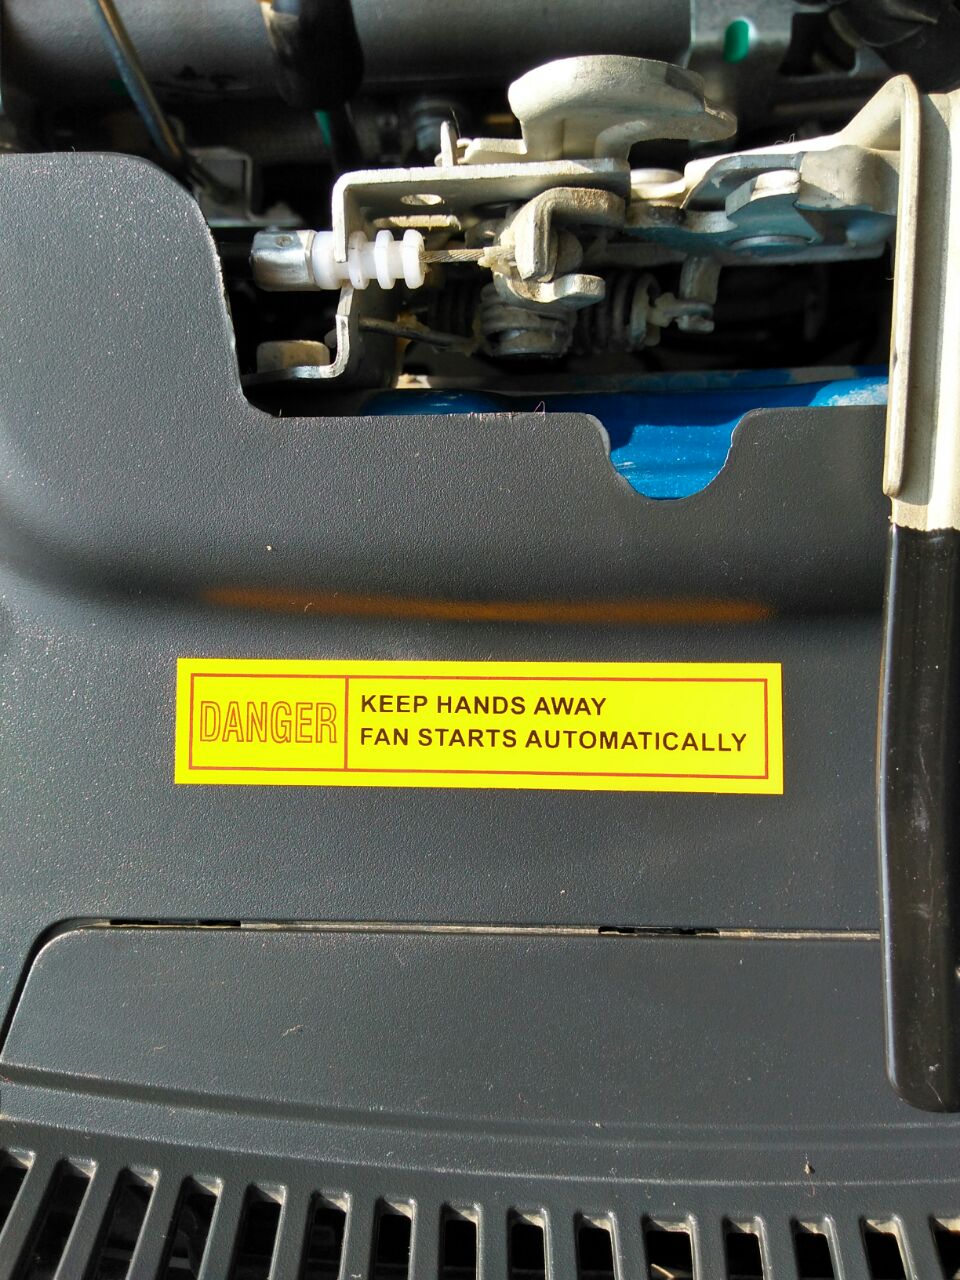 DANGER
KEEP HANDS AWAY
FAN STARTS AUTOMATICALLY